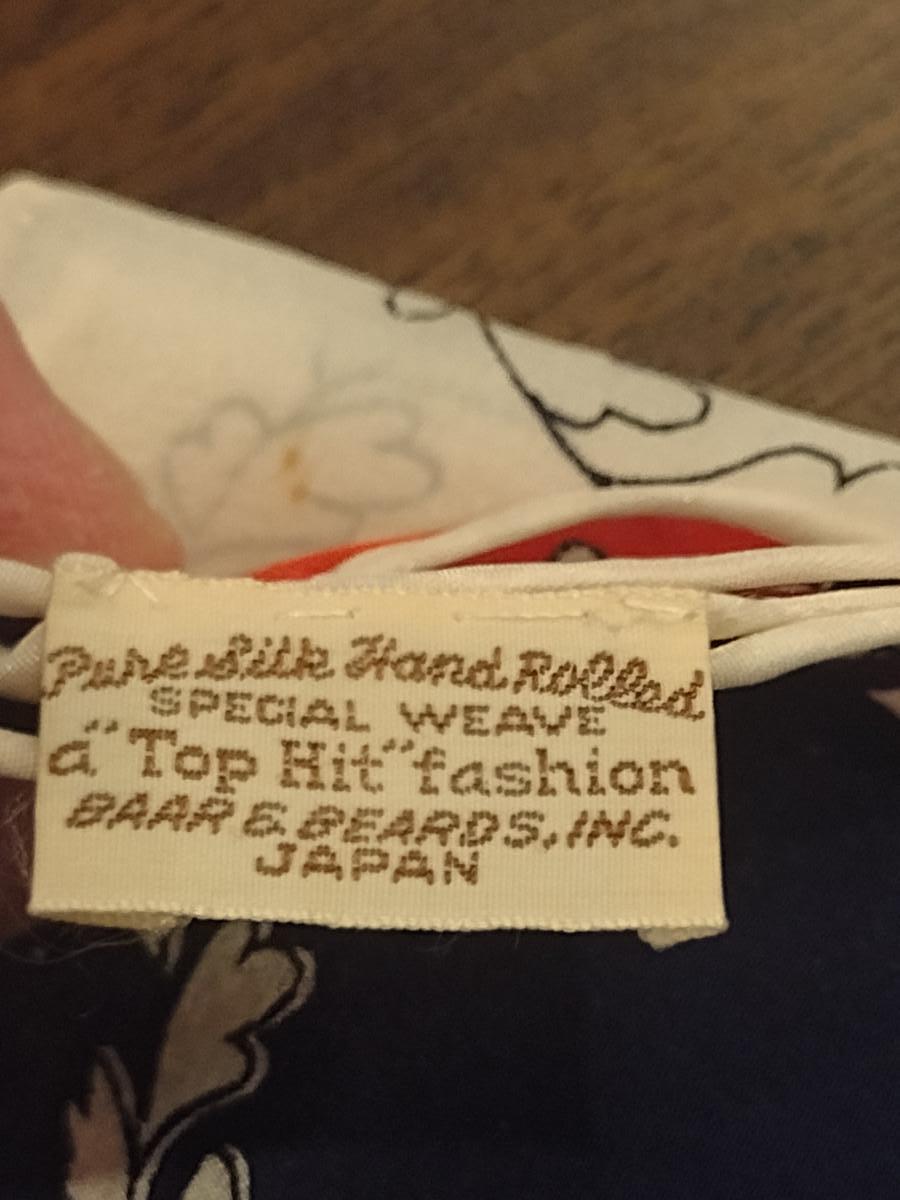 Pure Silk Hand Rolled
SPECIAL WEAVE
a "Top Hit" fashion
BAAR & BEARDS, INC.
JAPAN